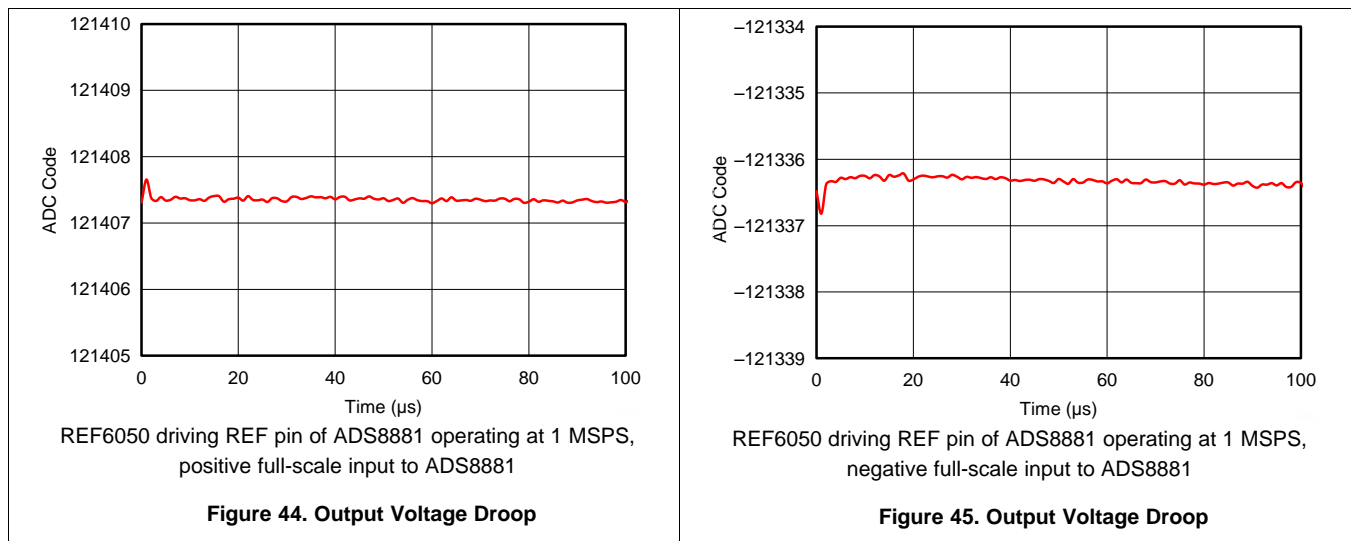 121410
121409
121408
121407
121406
121405
ADC Code
0 20 40 60 80 100
Time (µs)
REF6050 driving REF pin of ADS8881 operating at 1 MSPS,
positive full-scale input to ADS8881
Figure 44. Output Voltage Droop
–121334
–121335
–121336
–121337
–121338
–121339
ADC Code
0 20 40 60 80 100
Time (µs)
REF6050 driving REF pin of ADS8881 operating at 1 MSPS,
negative full-scale input to ADS8881
Figure 45. Output Voltage Droop